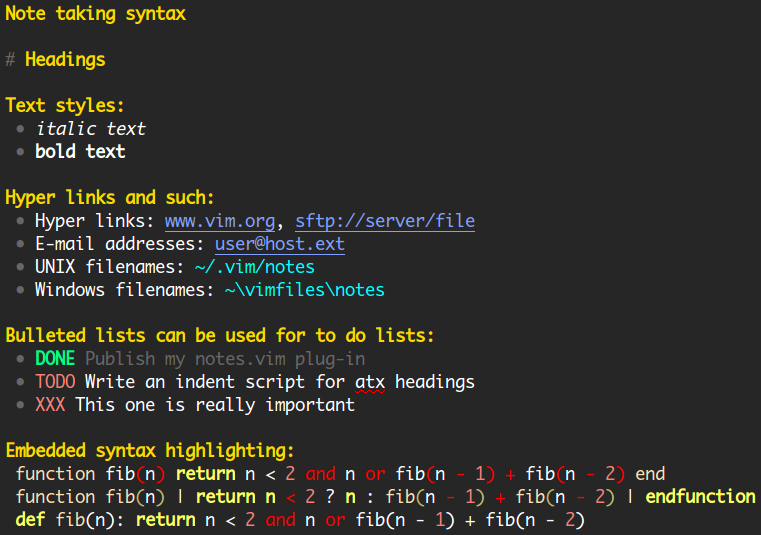 Note taking syntax
# Headings
Text styles:
• italic text
• bold text
Hyper links and such:
• Hyper links: www.vim.org, sftp://server/file
• E-mail addresses: user@host.ext
• UNIX filenames: ~/.vim/notes
• Windows filenames: ~\vimfiles\notes
Bulleted lists can be used for to do lists:
• DONE Publish my notes.vim plug-in
• TODO Write an indent script for atx headings
• XXX This one is really important
Embedded syntax highlighting:
function fib(n) return n < 2 and n or fib(n - 1) + fib(n - 2) end
function fib(n) | return n < 2 ? n : fib(n - 1) + fib(n - 2) | endfunction
def fib(n): return n < 2 and n or fib(n - 1) + fib(n - 2)